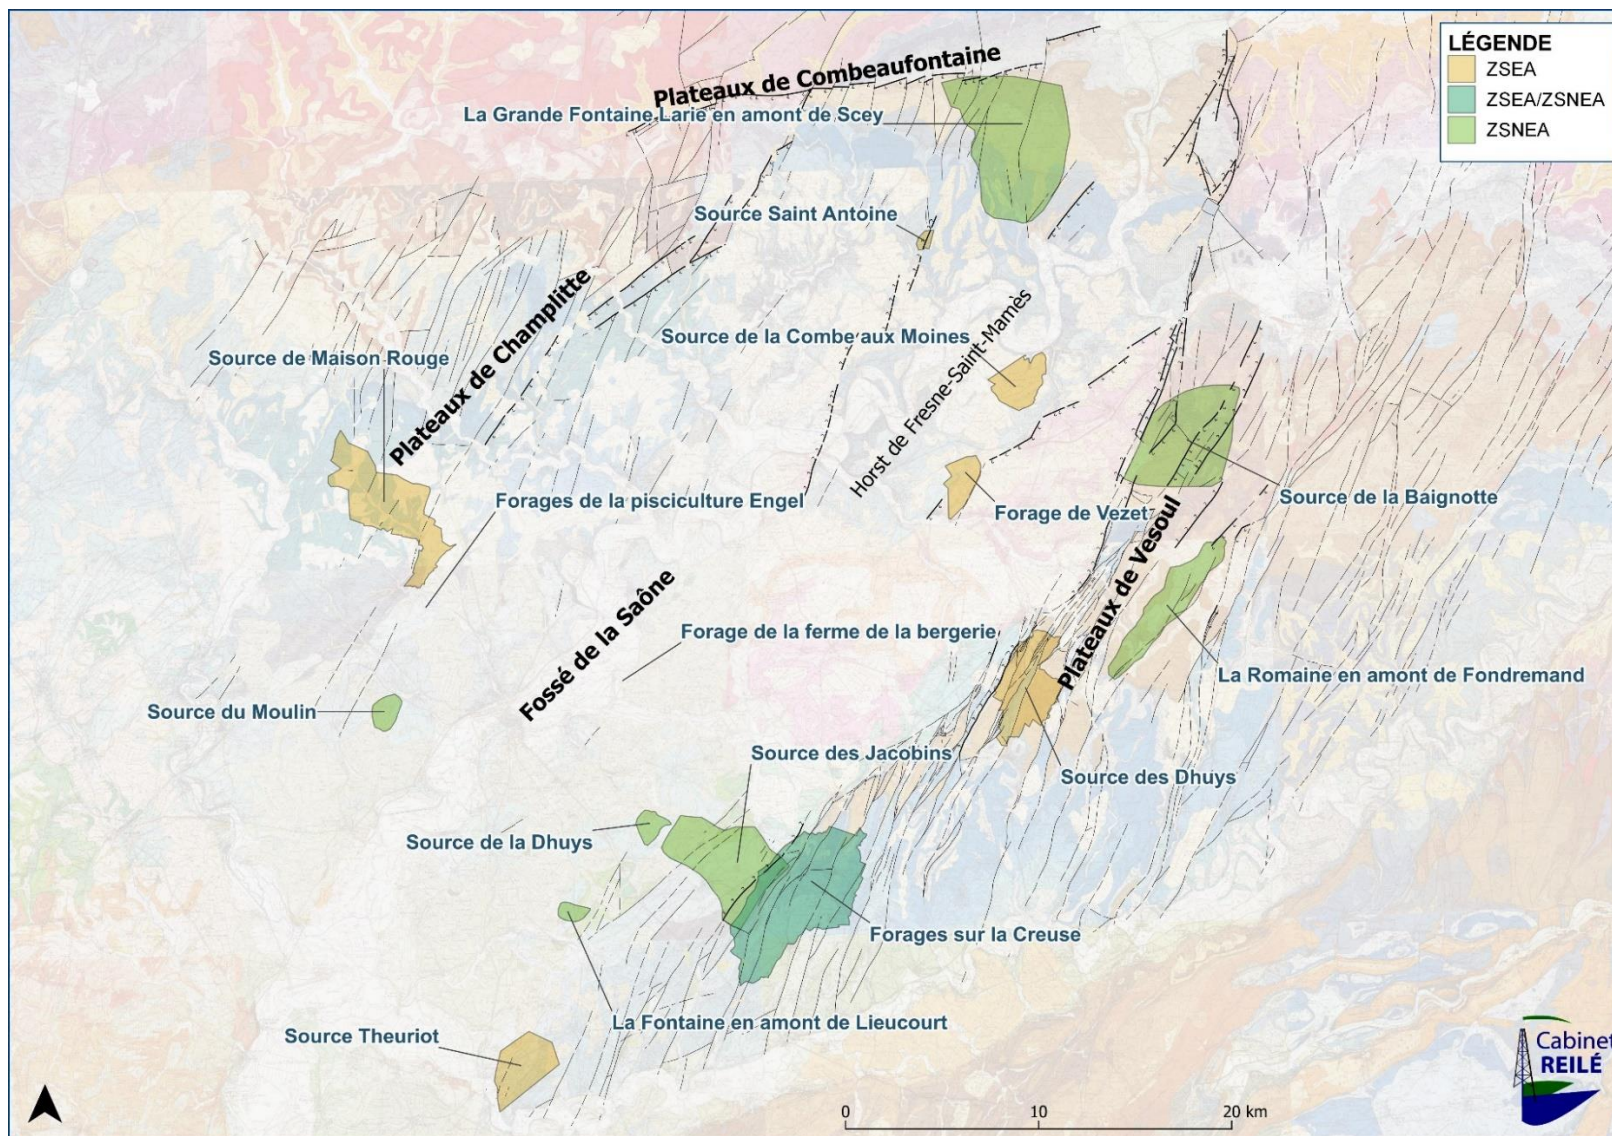 LÉGENDE
ZSEA
ZSEA/ZSNEA
ZSNEA
Plateaux de Combeaufontaine
La Grande Fontaine Larie en amont de Scey
Source Saint Antoine
Plateaux de Champlitte
Source de la Combe aux Moines
Horst de Fresne-Saint-Mamès
Source de Maison Rouge
Forages de la pisciculture Engel
Source de la Baignotte
Forage de Vezet
Plateaux de Vesoul
Fossé de la Saône
Forage de la ferme de la bergerie
La Romaine en amont de Fondremand
Source du Moulin
Source des Jacobins
Source des Dhuys
Source de la Dhuys
Forages sur la Creuse
La Fontaine en amont de Lieucourt
Source Theuriot
Cabinet
REILÉ
0 10 20 km